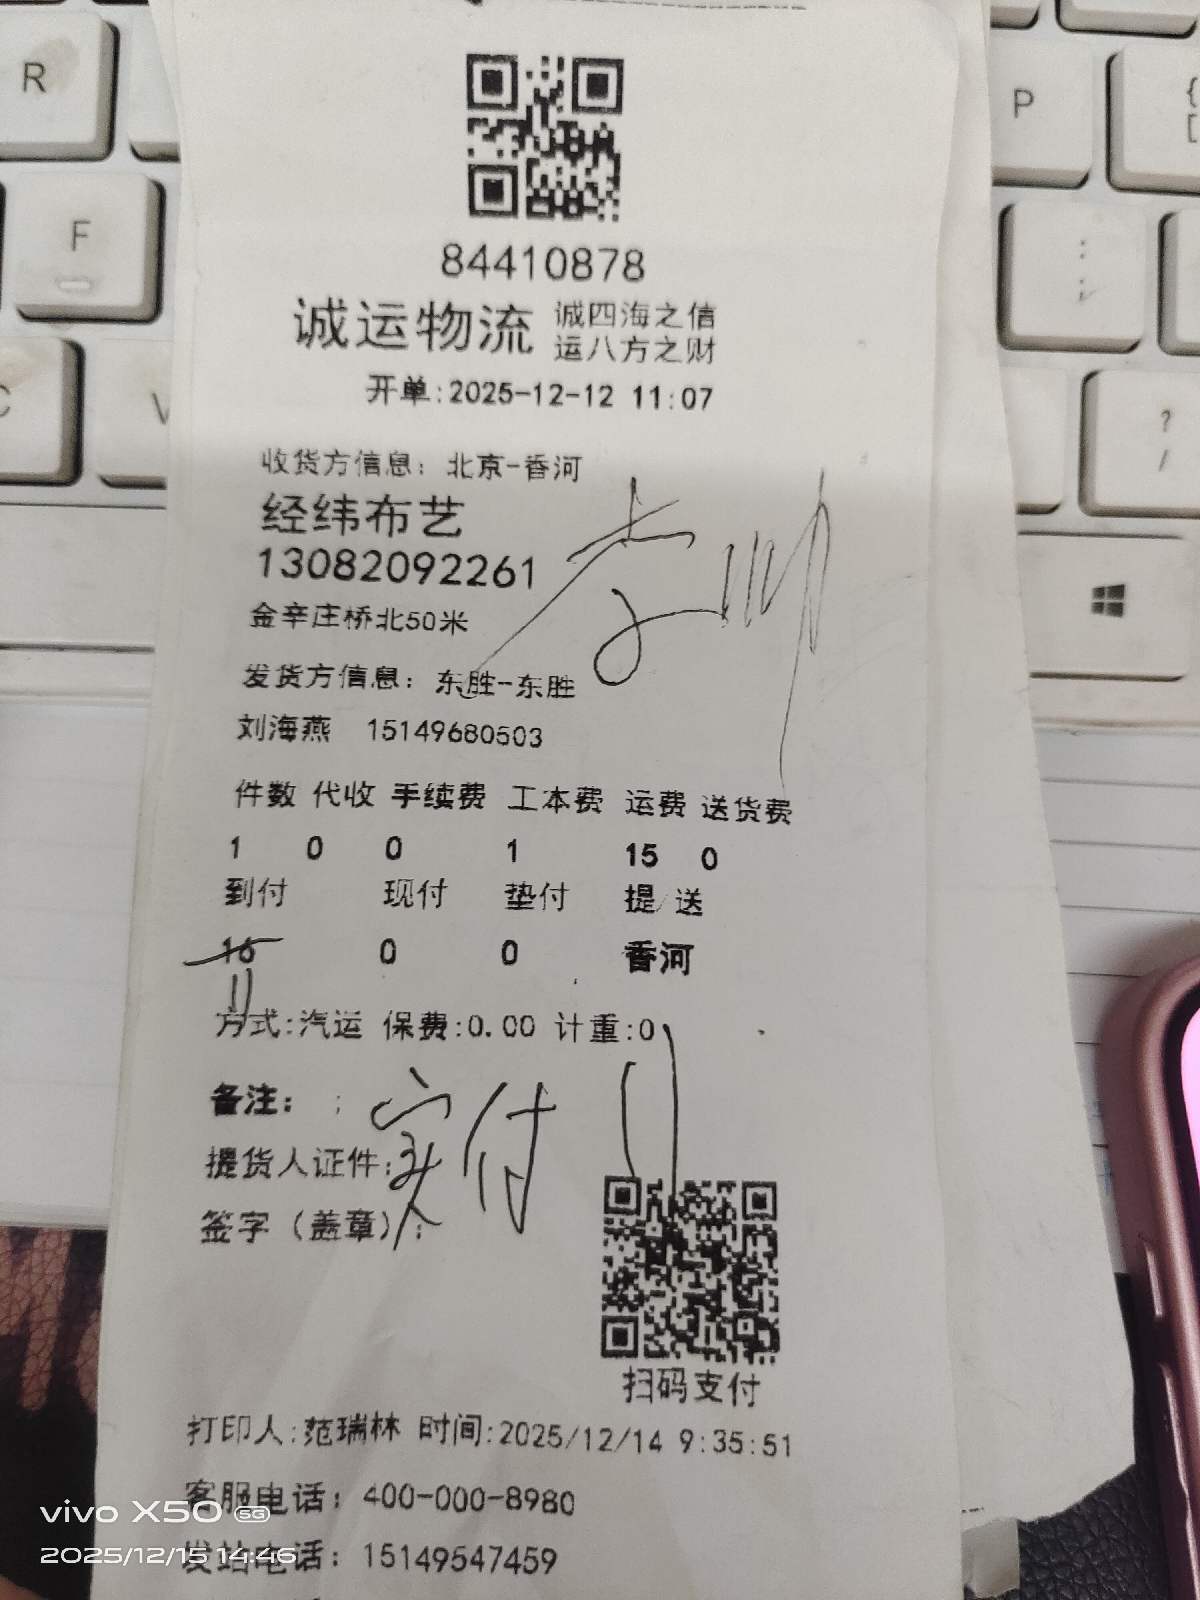 R
P
{
[
F
:
;
C
V
?
/
84410878
诚运物流 诚四海之信
运八方之财
开单:2025-12-12 11:07
收货方信息: 北京-香河
经纬布艺
13082092261
金辛庄桥北50米
发货方信息: 东胜-东胜
刘海燕 15149680503
件数 代收 手续费 工本费 运费 送货费
1 0 0 1 15 0
到付 现付 垫付 提/送
16 0 0 香河
11
方式:汽运 保费:0.00 计重:0
备注: ;
实付 11
提货人证件:
签字（盖章）:
扫码支付
打印人:范瑞林 时间:2025/12/14 9:35:51
客服电话: 400-000-8980
发站电话: 15149547459
vivo X50 5G
2025/12/15 14:46